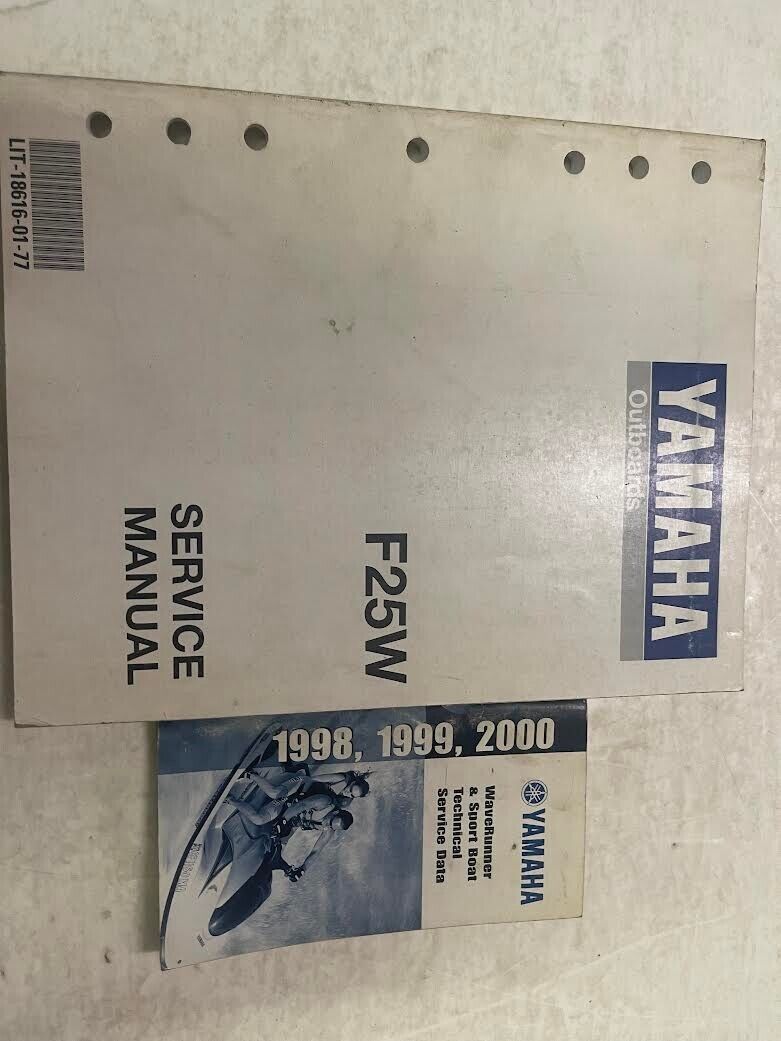 YAMAHA
Outboards
F25W
SERVICE
MANUAL
LIT-18616-01-77
YAMAHA
WaveRunner
& Sport Boat
Technical
Service Data
1998, 1999, 2000